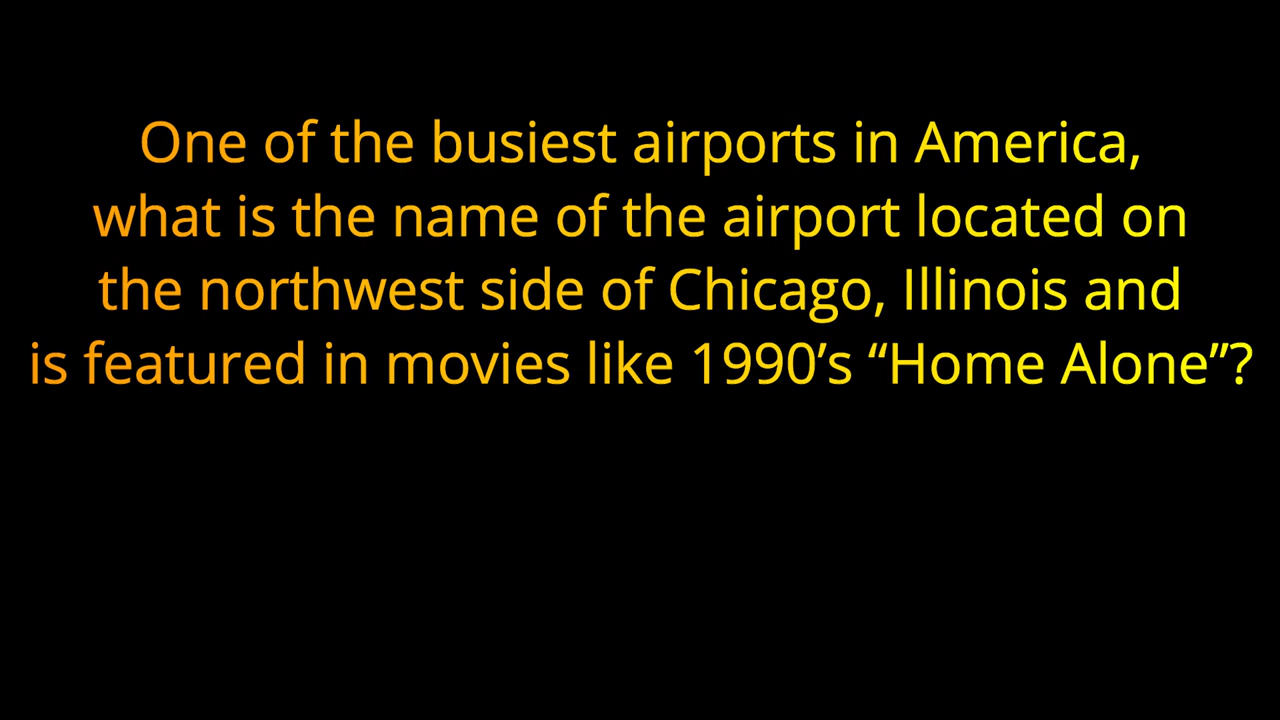 One of the busiest airports in America,
what is the name of the airport located on
the northwest side of Chicago, Illinois and
is featured in movies like 1990’s “Home Alone”?